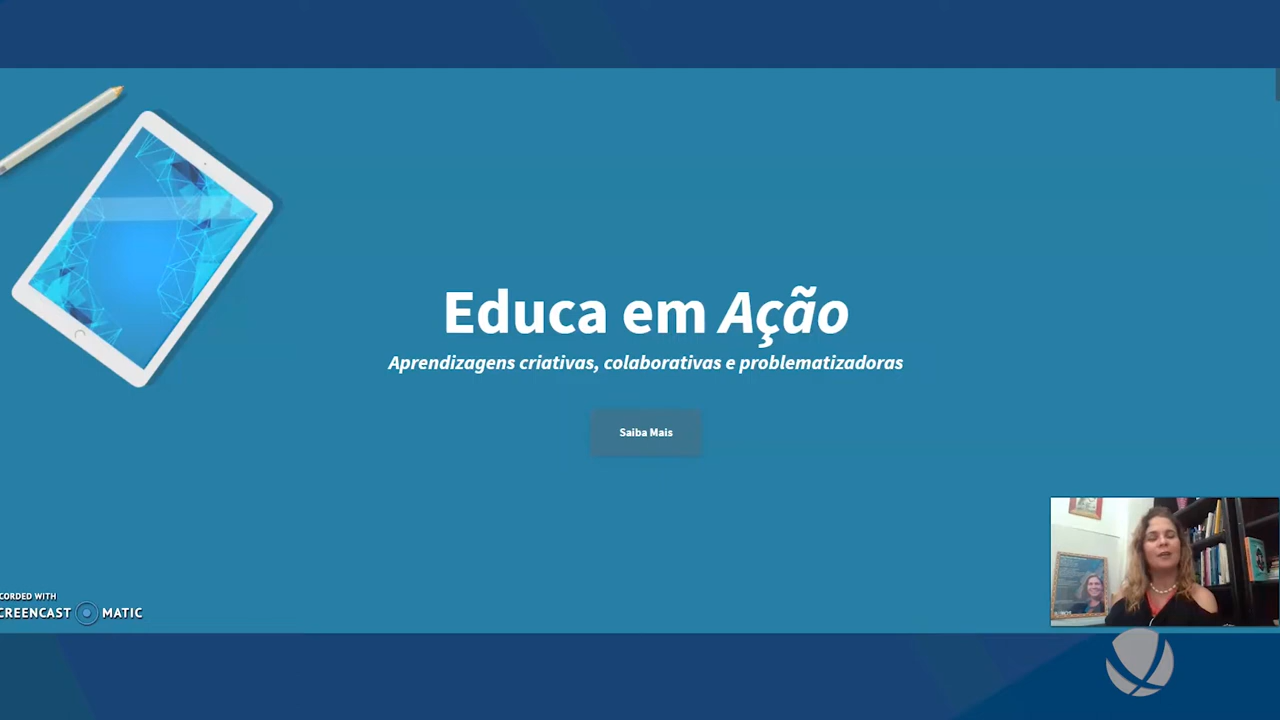 Educa em Ação
Aprendizagens criativas, colaborativas e problematizadoras
Saiba Mais
CORDED WITH
CREENCAST MATIC